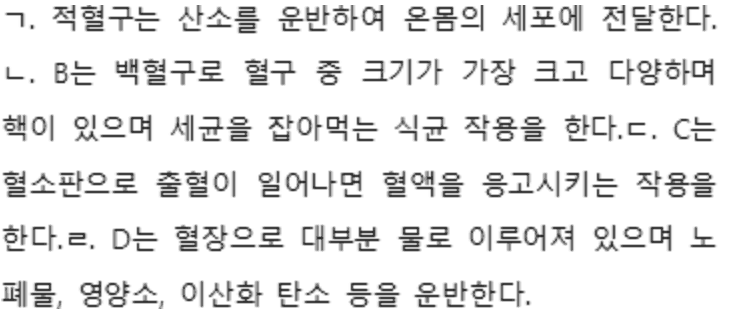 ㄱ. 적혈구는 산소를 운반하여 온몸의 세포에 전달한다.
ㄴ. B는 백혈구로 혈구 중 크기가 가장 크고 다양하며
핵이 있으며 세균을 잡아먹는 식균 작용을 한다.ㄷ. C는
혈소판으로 출혈이 일어나면 혈액을 응고시키는 작용을
한다.ㄹ. D는 혈장으로 대부분 물로 이루어져 있으며 노
폐물, 영양소, 이산화 탄소 등을 운반한다.